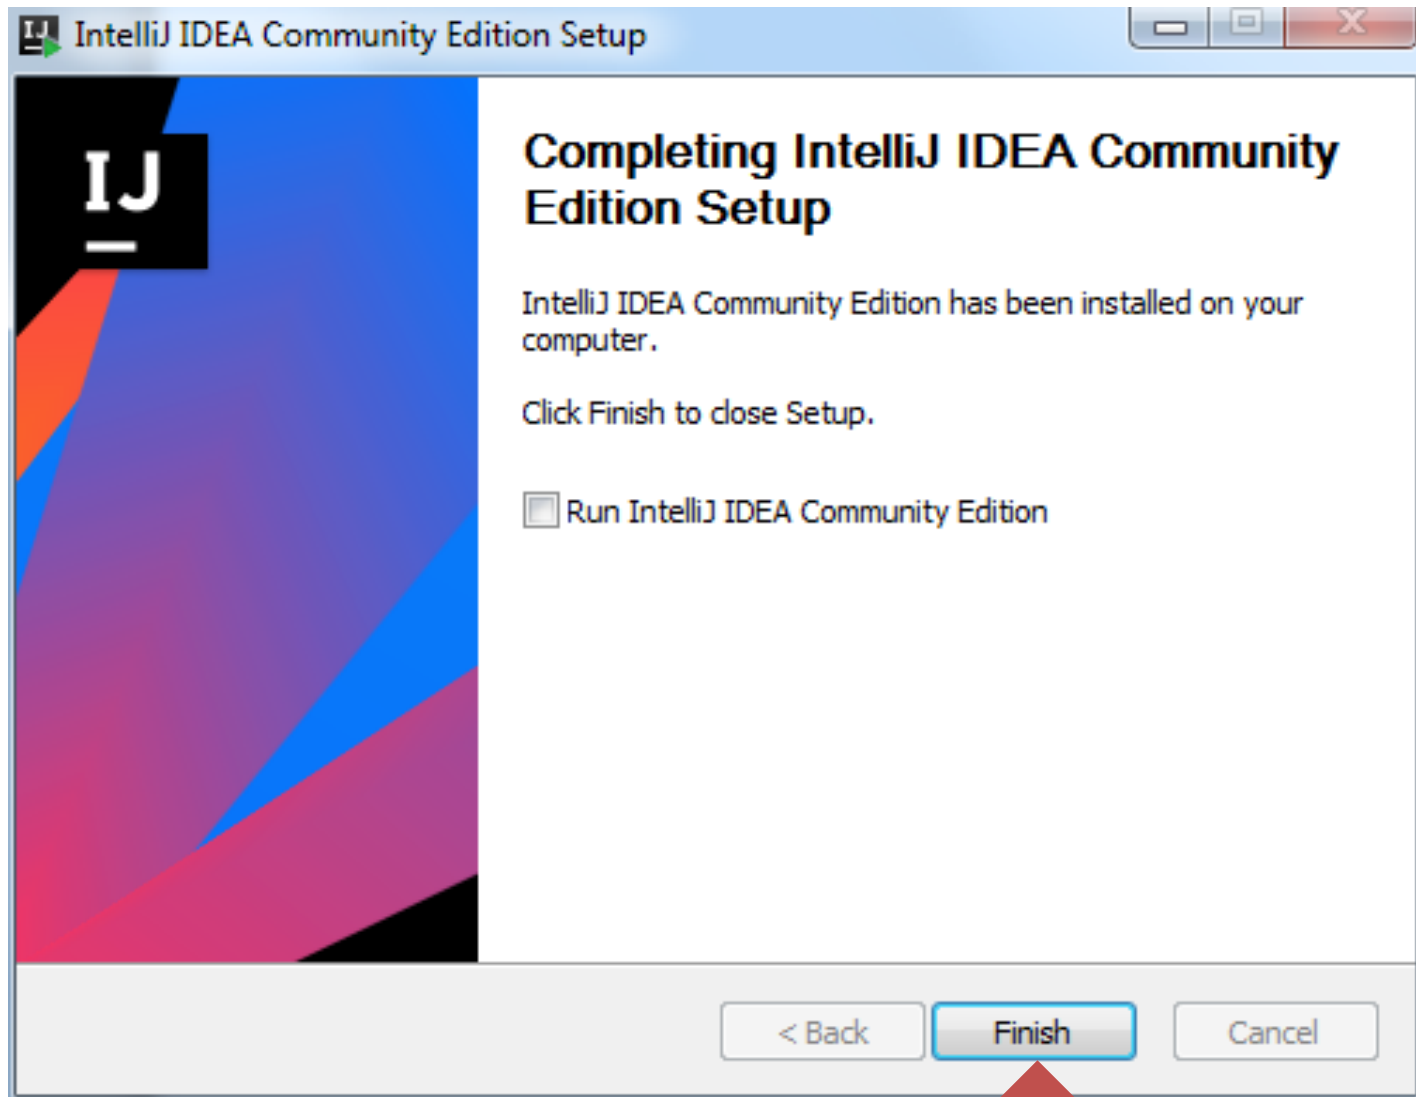 IntelliJ IDEA Community Edition Setup
IJ
Completing IntelliJ IDEA Community
Edition Setup
IntelliJ IDEA Community Edition has been installed on your
computer.
Click Finish to close Setup.
Run IntelliJ IDEA Community Edition
< Back
Finish
Cancel